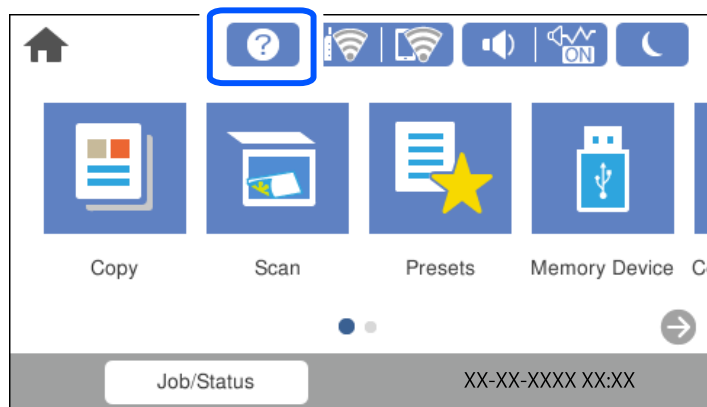 ?
ON
Copy Scan Presets Memory Device
Job/Status XX-XX-XXXX XX:XX